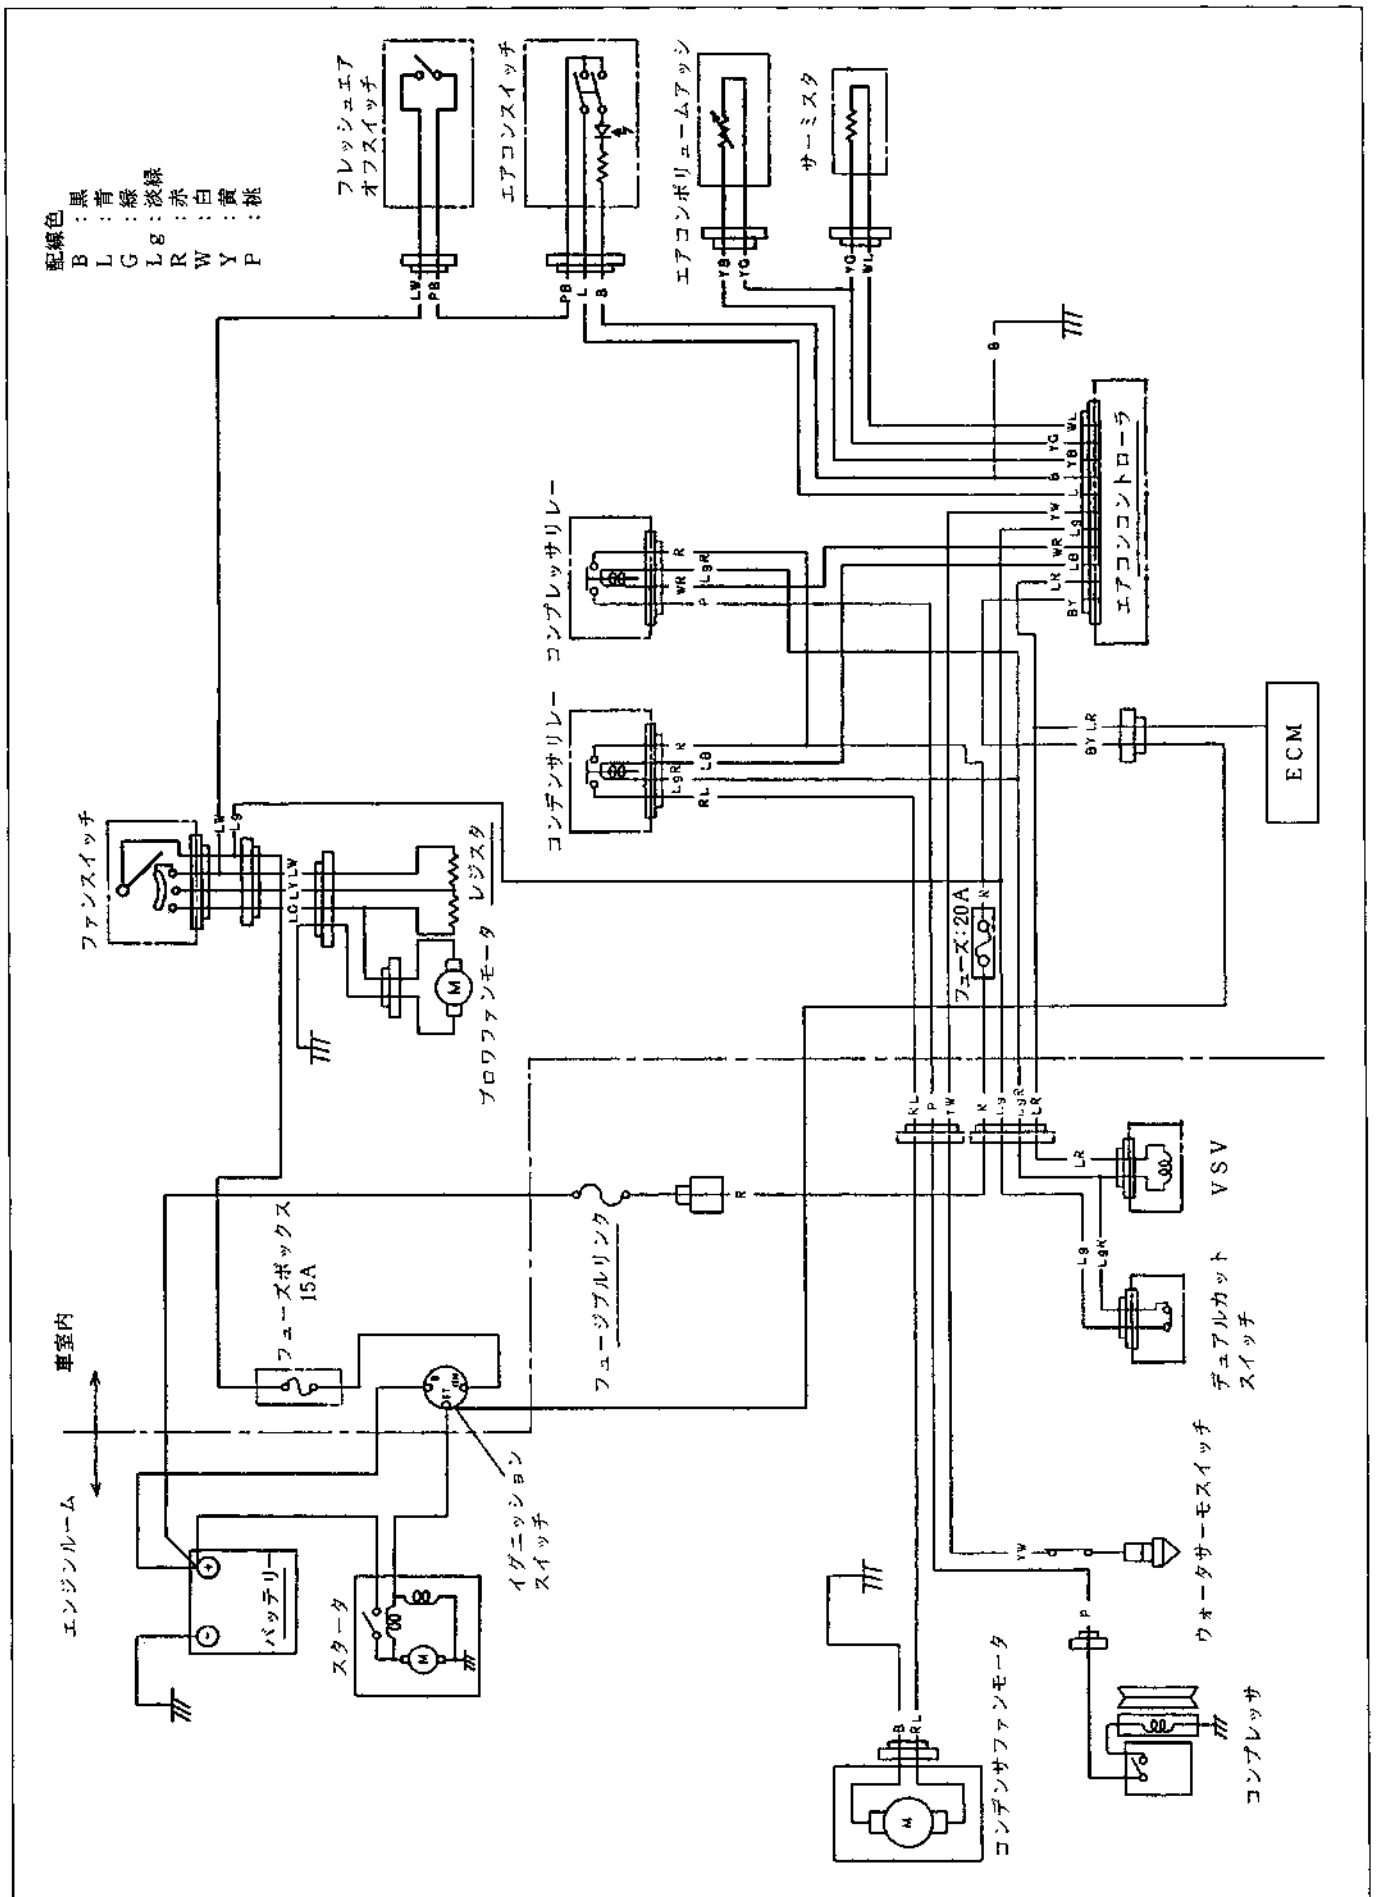 配線色
B : 黒
L : 青
G : 緑
Lg : 淡緑
R : 赤
W : 白
Y : 黄
P : 桃
エンジンルーム
車室内
バッテリー
スタータ
M
イグニッション
スイッチ
B
ST
フューズボックス
15A
フュージブルリンク
R
ファンスイッチ
LW
Lg
LG LY LW
レジスタ
ブロワファンモータ
M
フレッシュエア
オフスイッチ
LW
PB
エアコンスイッチ
PB
L
B
エアコンボリュームアッシ
YB
YG
サーミスタ
YG
WL
B
コンプレッサリレー
R
LgR
WR
P
コンデンサリレー
R
LB
LgR
RL
エアコンコントローラ
WL
YG
YB
B
L
YW
Lg
WR
LB
LR
BY
BY LR
ECM
フューズ:20A
R
RL
P
YW
R
Lg
LgR
LR
LR
VSV
Lg
LgR
デュアルカット
スイッチ
YW
ウォータサーモスイッチ
P
コンプレッサ
B
RL
M
コンデンサファンモータ